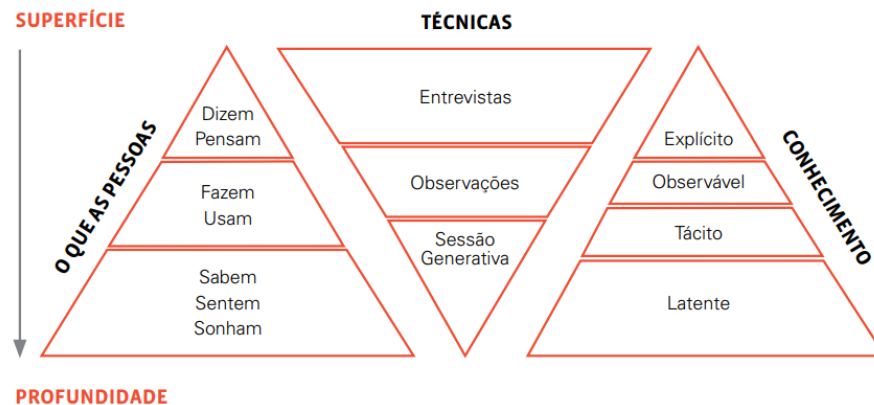 SUPERFÍCIE
TÉCNICAS
O QUE AS PESSOAS
Dizem
Pensam
Fazem
Usam
Sabem
Sentem
Sonham
Entrevistas
Observações
Sessão
Generativa
Explícito
Observável
Tácito
Latente
CONHECIMENTO
PROFUNDIDADE